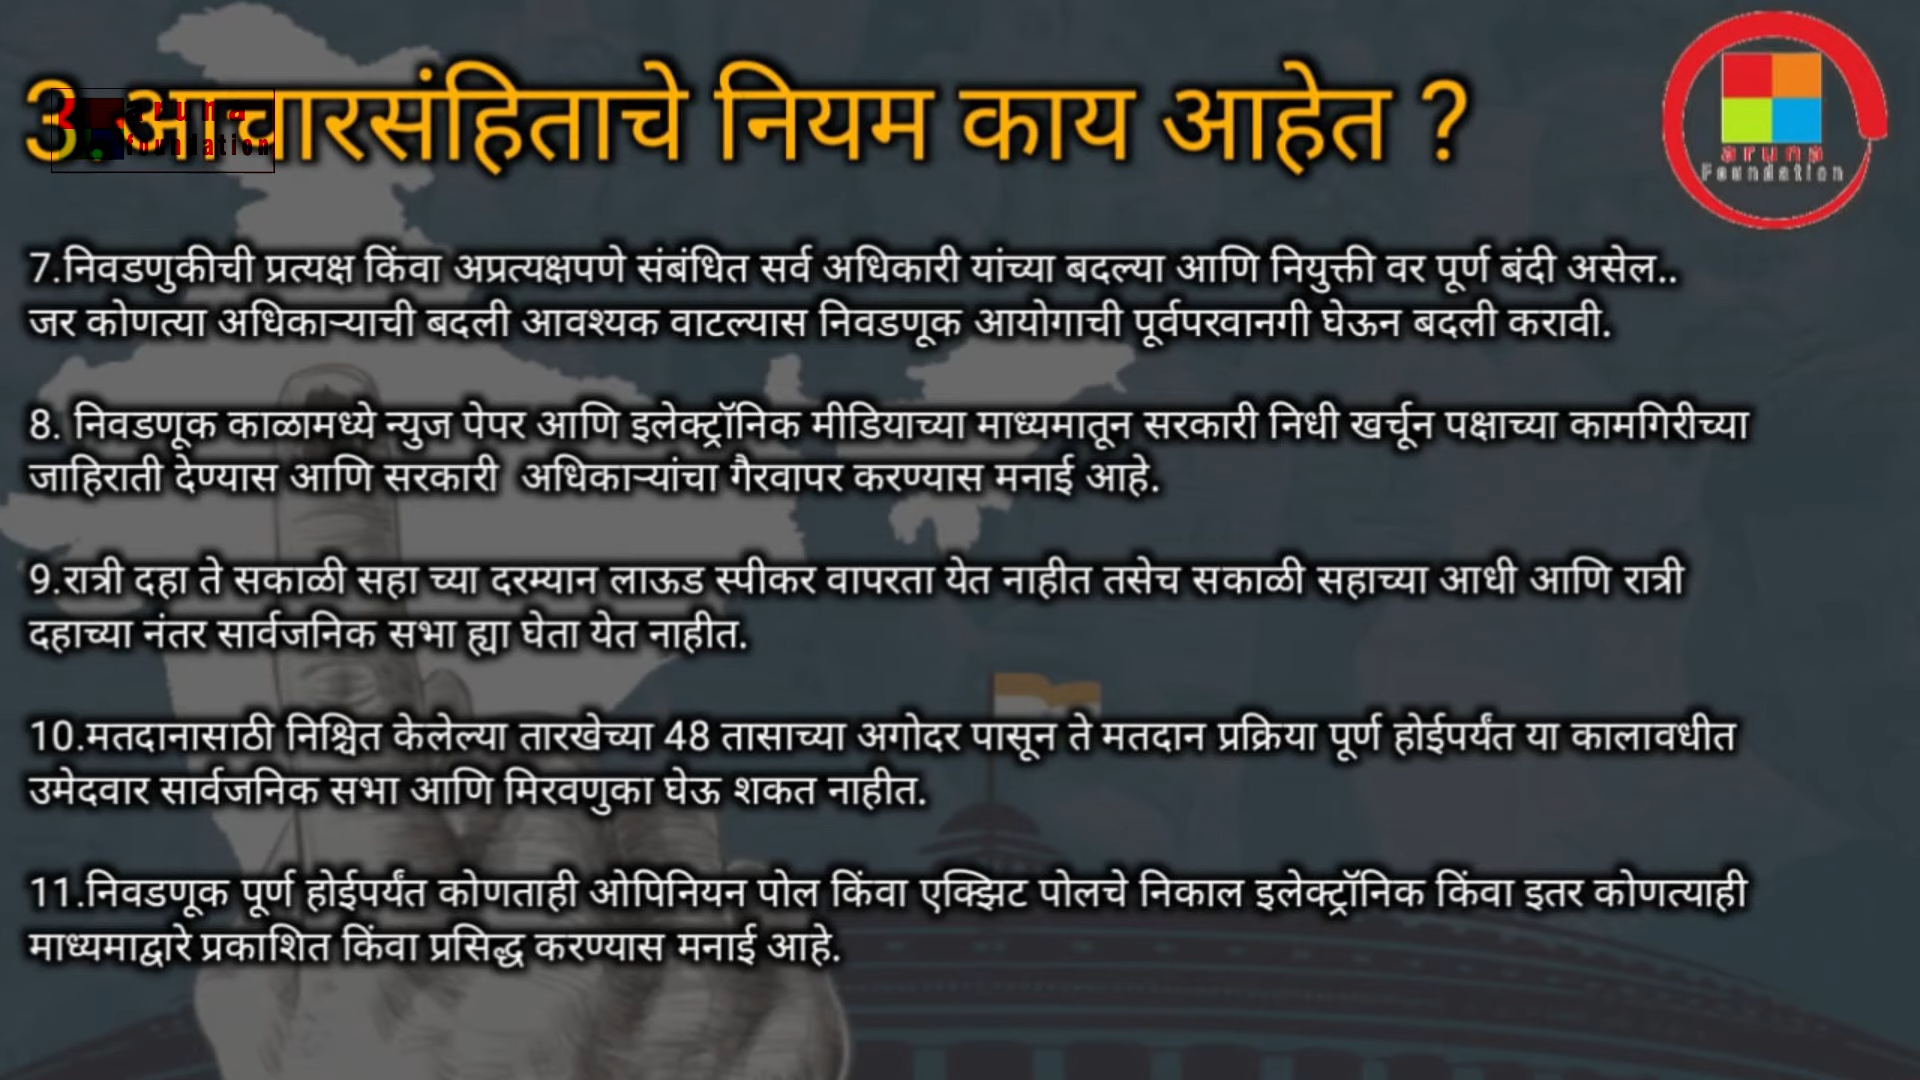 3. आचारसंहिताचे नियम काय आहेत ?
aruna
foundation
aruna
Foundation
7.निवडणुकीची प्रत्यक्ष किंवा अप्रत्यक्षपणे संबंधित सर्व अधिकारी यांच्या बदल्या आणि नियुक्ती वर पूर्ण बंदी असेल..
जर कोणत्या अधिकाऱ्याची बदली आवश्यक वाटल्यास निवडणूक आयोगाची पूर्वपरवानगी घेऊन बदली करावी.
8. निवडणूक काळामध्ये न्युज पेपर आणि इलेक्ट्रॉनिक मीडियाच्या माध्यमातून सरकारी निधी खर्चून पक्षाच्या कामगिरीच्या
जाहिराती देण्यास आणि सरकारी  अधिकाऱ्यांचा गैरवापर करण्यास मनाई आहे.
9.रात्री दहा ते सकाळी सहा च्या दरम्यान लाऊड स्पीकर वापरता येत नाहीत तसेच सकाळी सहाच्या आधी आणि रात्री
दहाच्या नंतर सार्वजनिक सभा ह्या घेता येत नाहीत.
10.मतदानासाठी निश्चित केलेल्या तारखेच्या 48 तासाच्या अगोदर पासून ते मतदान प्रक्रिया पूर्ण होईपर्यंत या कालावधीत
उमेदवार सार्वजनिक सभा आणि मिरवणुका घेऊ शकत नाहीत.
11.निवडणूक पूर्ण होईपर्यंत कोणताही ओपिनियन पोल किंवा एक्झिट पोलचे निकाल इलेक्ट्रॉनिक किंवा इतर कोणत्याही
माध्यमाद्वारे प्रकाशित किंवा प्रसिद्ध करण्यास मनाई आहे.